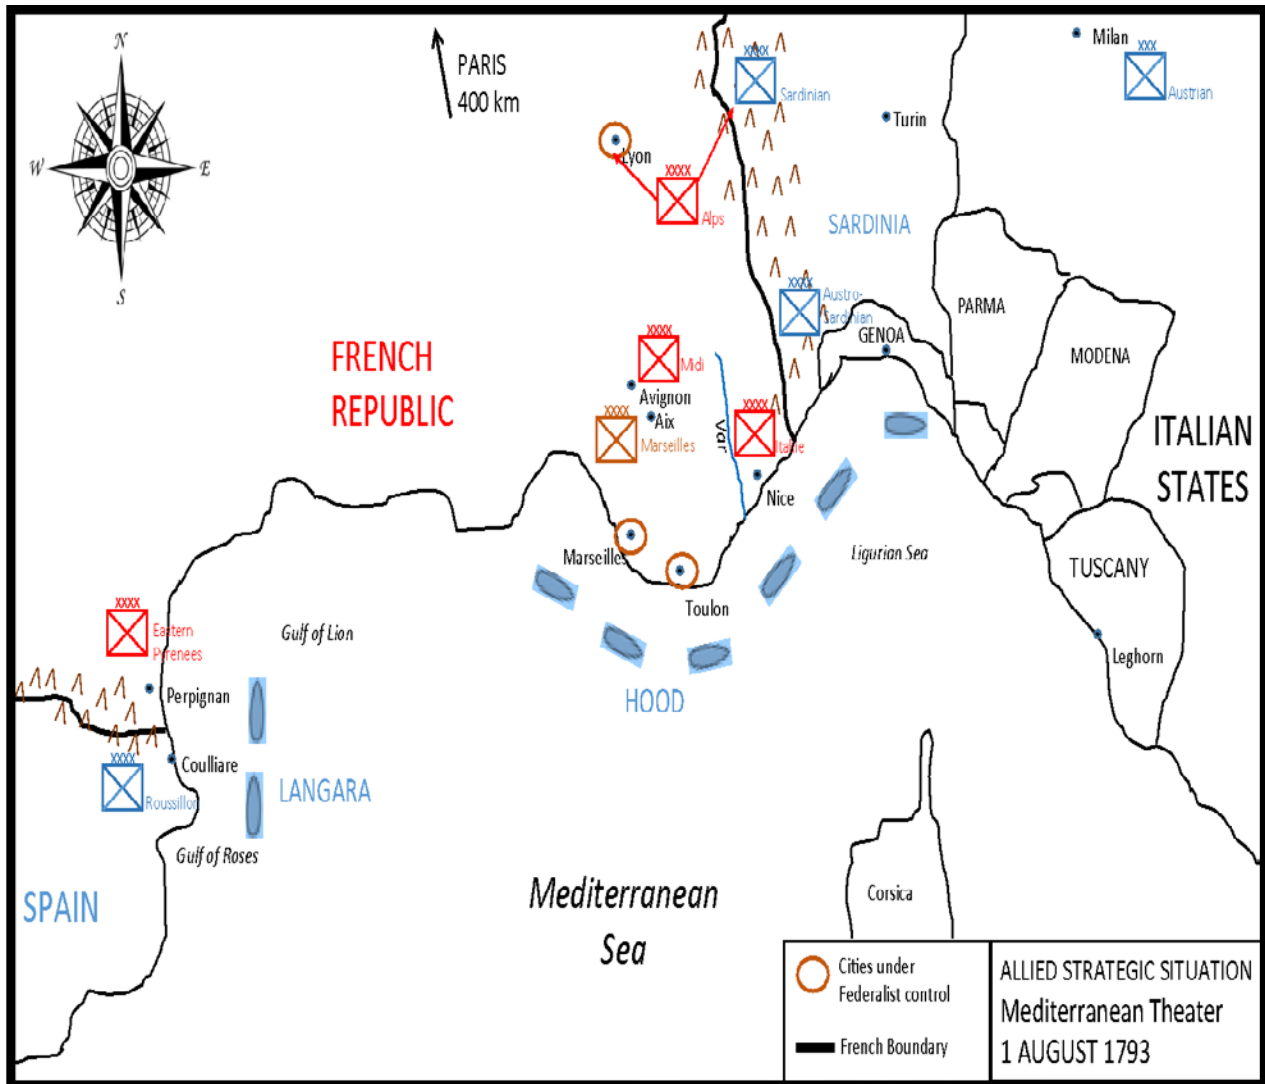 N
W
E
S
PARIS
400 km
XXXX
Sardinian
Milan
XXX
Austrian
Turin
Lyon
XXXX
Alps
SARDINIA
XXXX
Austro-
Sardinian
PARMA
GENOA
MODENA
FRENCH
REPUBLIC
XXXX
Midi
Avignon
XXXX
Aix
Marseilles
Var
XXXX
Italie
Nice
ITALIAN
STATES
Marseilles
Toulon
Ligurian Sea
TUSCANY
Leghorn
XXXX
Eastern
Pyrenees
Gulf of Lion
Perpignan
HOOD
Coulliare
XXXX
Roussillon
LANGARA
Gulf of Roses
SPAIN
Mediterranean
Sea
Corsica
Cities under
Federalist control
French Boundary
ALLIED STRATEGIC SITUATION
Mediterranean Theater
1 AUGUST 1793